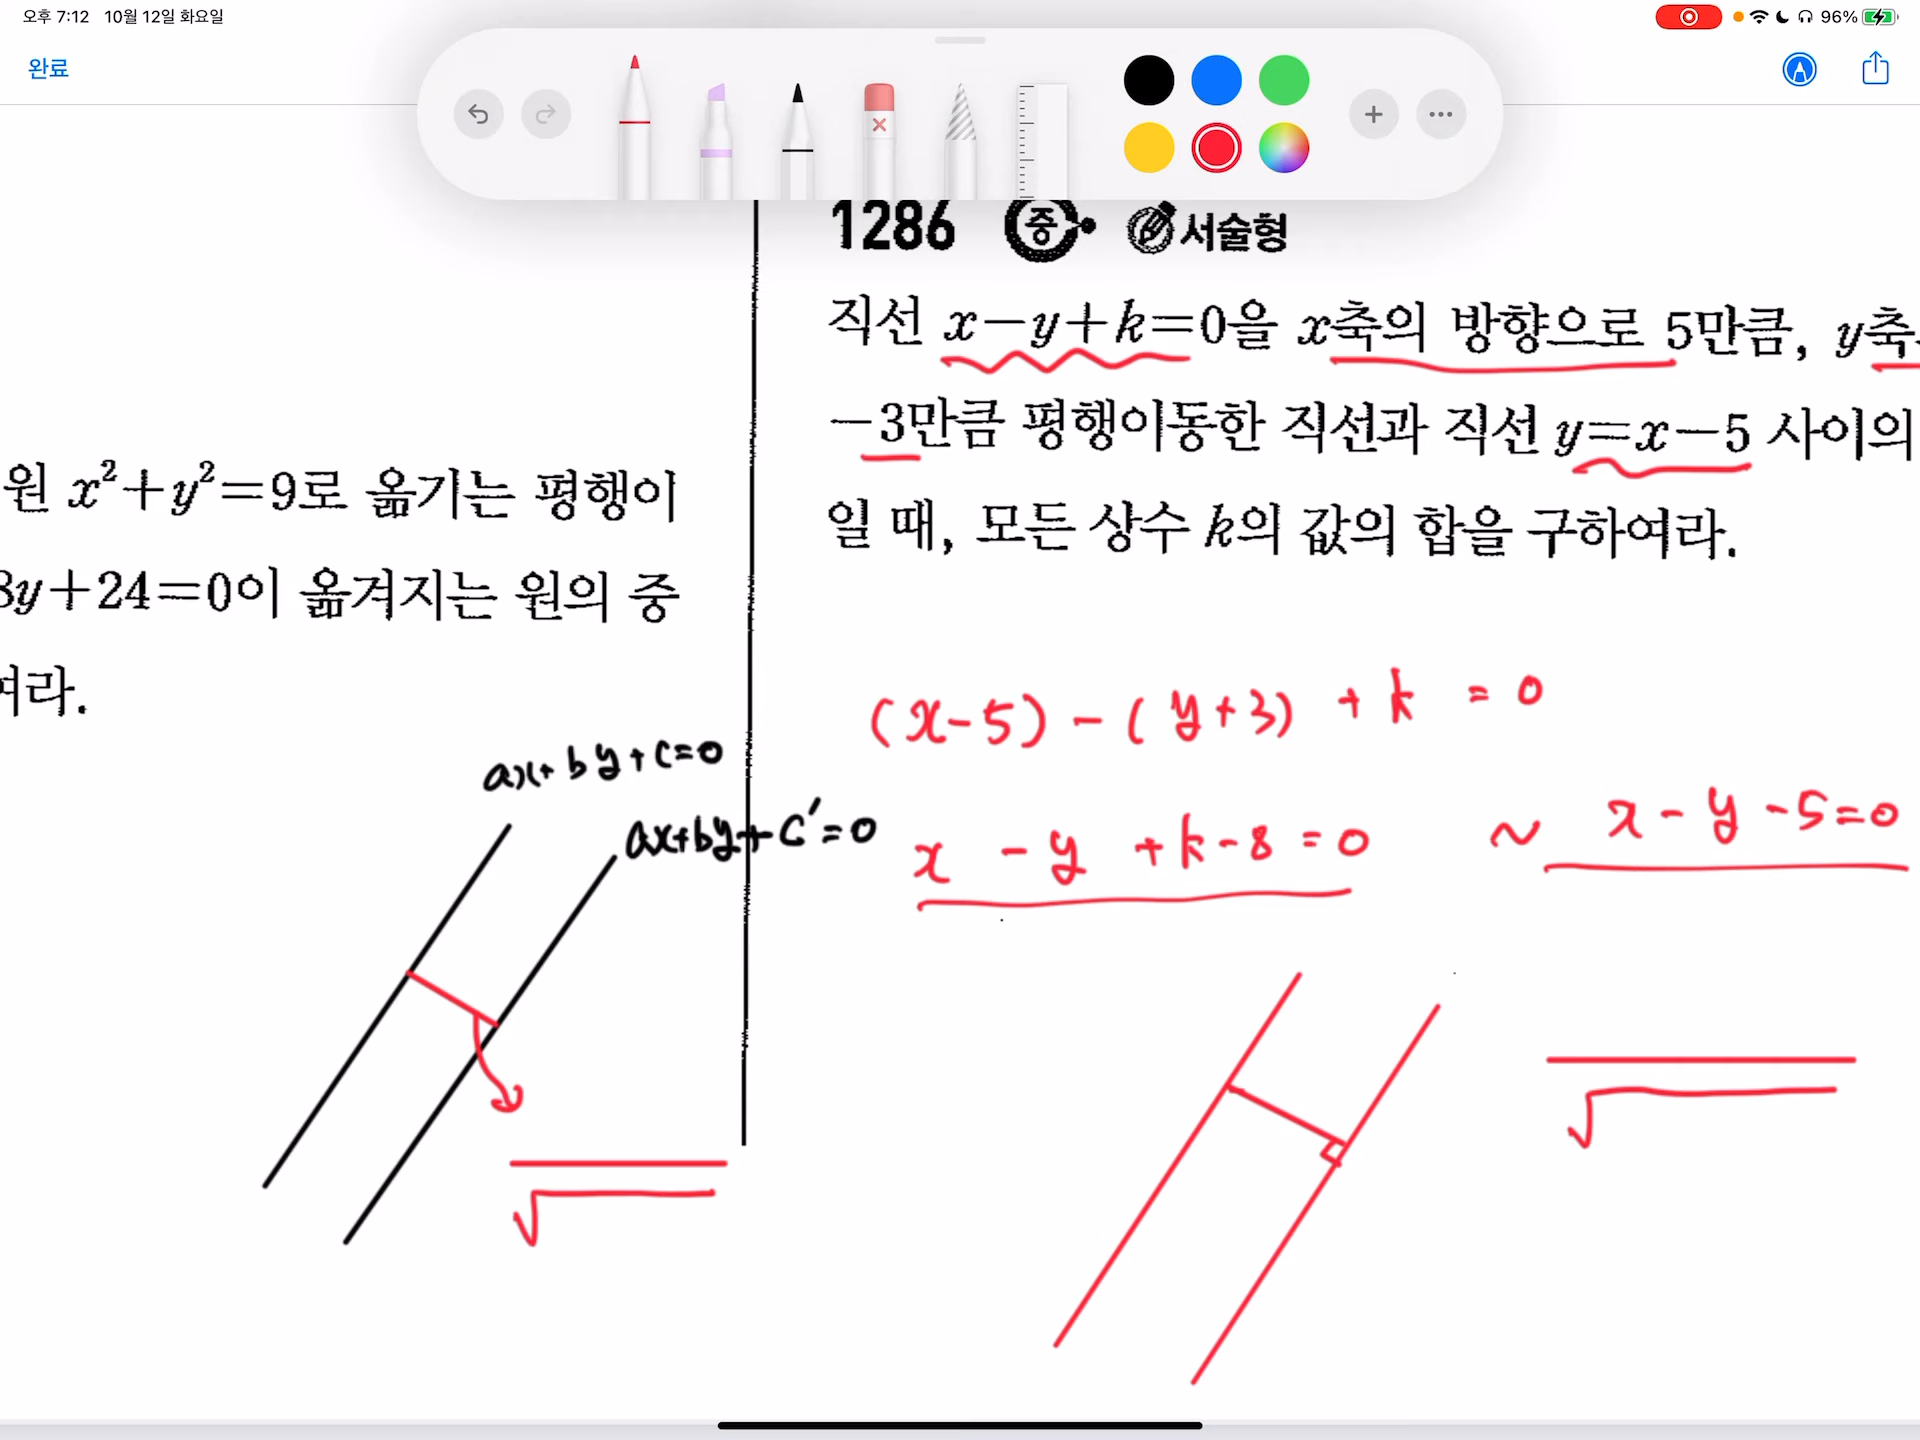 오후 7:12 10월 12일 화요일
96%
완료
1286 중 서술형
직선 x−y+k=0을 x축의 방향으로 5만큼, y축
−3만큼 평행이동한 직선과 직선 y=x−5 사이의
일 때, 모든 상수 k의 값의 합을 구하여라.
원 x²+y²=9로 옮기는 평행이
8y+24=0이 옮겨지는 원의 중
여라.
(x-5) - (y+3) + k = 0
x - y + k - 8 = 0 ~ x - y - 5 = 0
ax+by+c=0
ax+by+c'=0